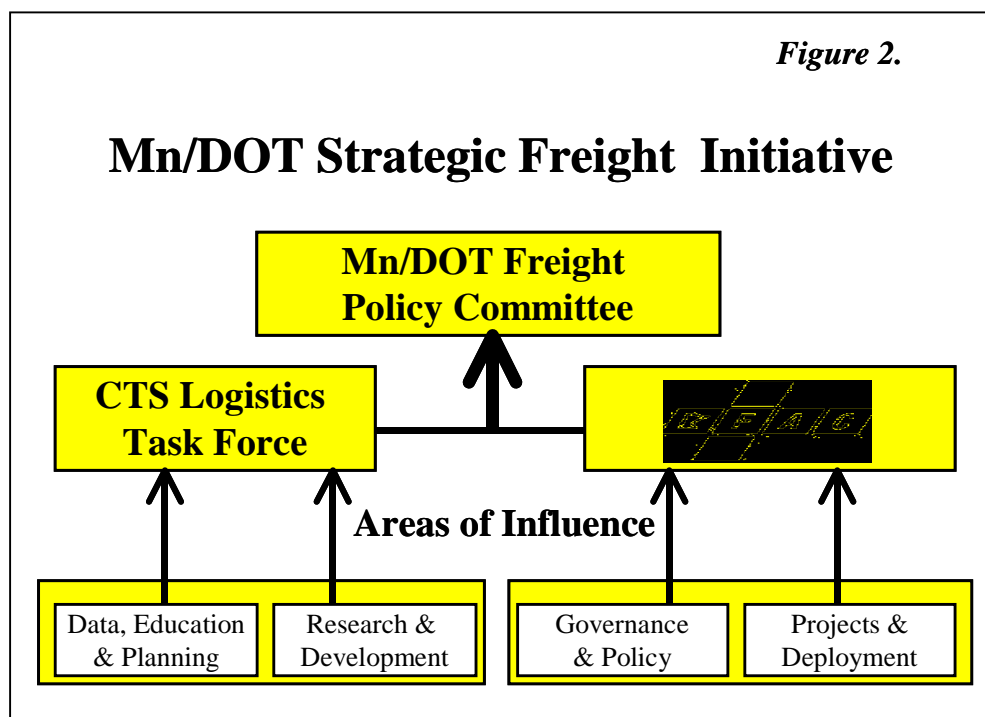 Figure 2.
Mn/DOT Strategic Freight Initiative
Mn/DOT Freight
Policy Committee
CTS Logistics
Task Force
FAC
Areas of Influence
Data, Education
& Planning
Research &
Development
Governance
& Policy
Projects &
Deployment